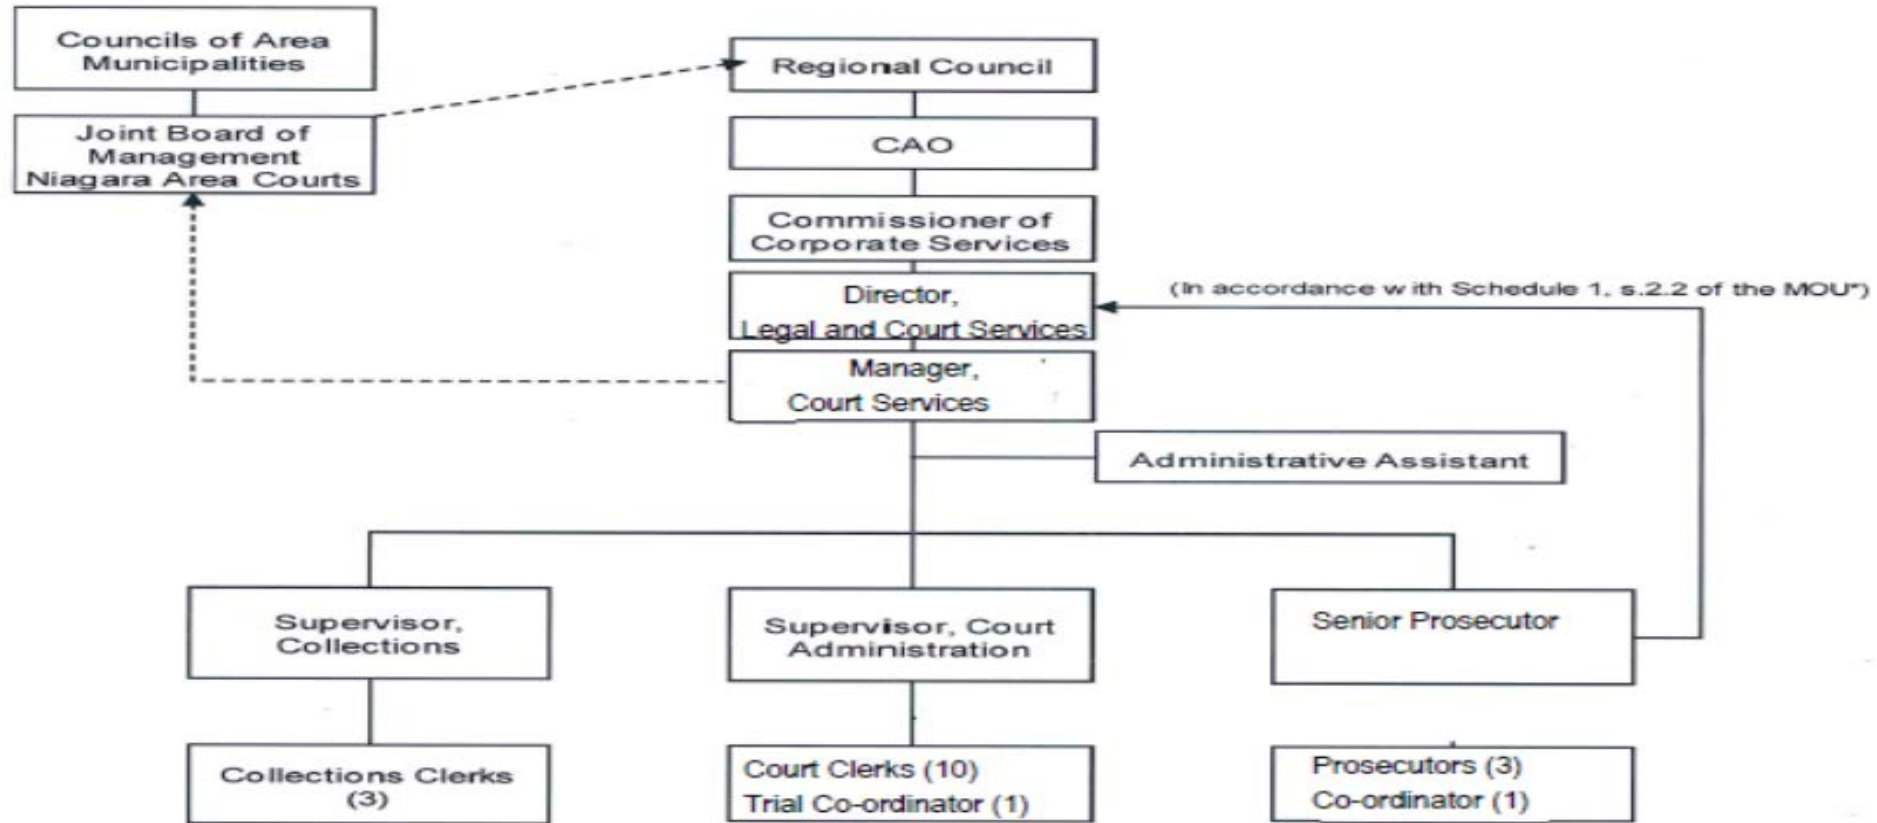 Councils of Area
Municipalities
Joint Board of
Management
Niagara Area Courts
Regional Council
CAO
Commissioner of
Corporate Services
Director,
Legal and Court Services
(In accordance with Schedule 1, s.2.2 of the MOU*)
Manager,
Court Services
Administrative Assistant
Supervisor,
Collections
Supervisor, Court
Administration
Senior Prosecutor
Collections Clerks
(3)
Court Clerks (10)
Trial Co-ordinator (1)
Prosecutors (3)
Co-ordinator (1)